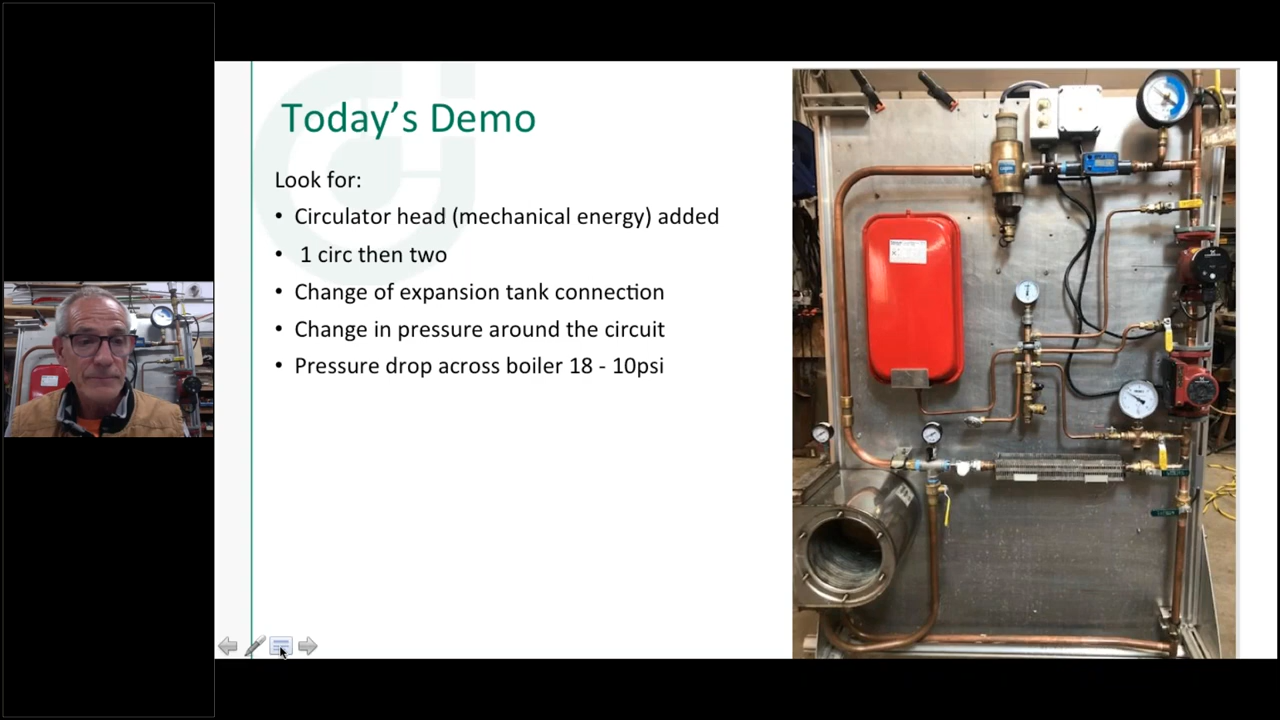 Today’s Demo
Look for:
• Circulator head (mechanical energy) added
• 1 circ then two
• Change of expansion tank connection
• Change in pressure around the circuit
• Pressure drop across boiler 18 - 10psi